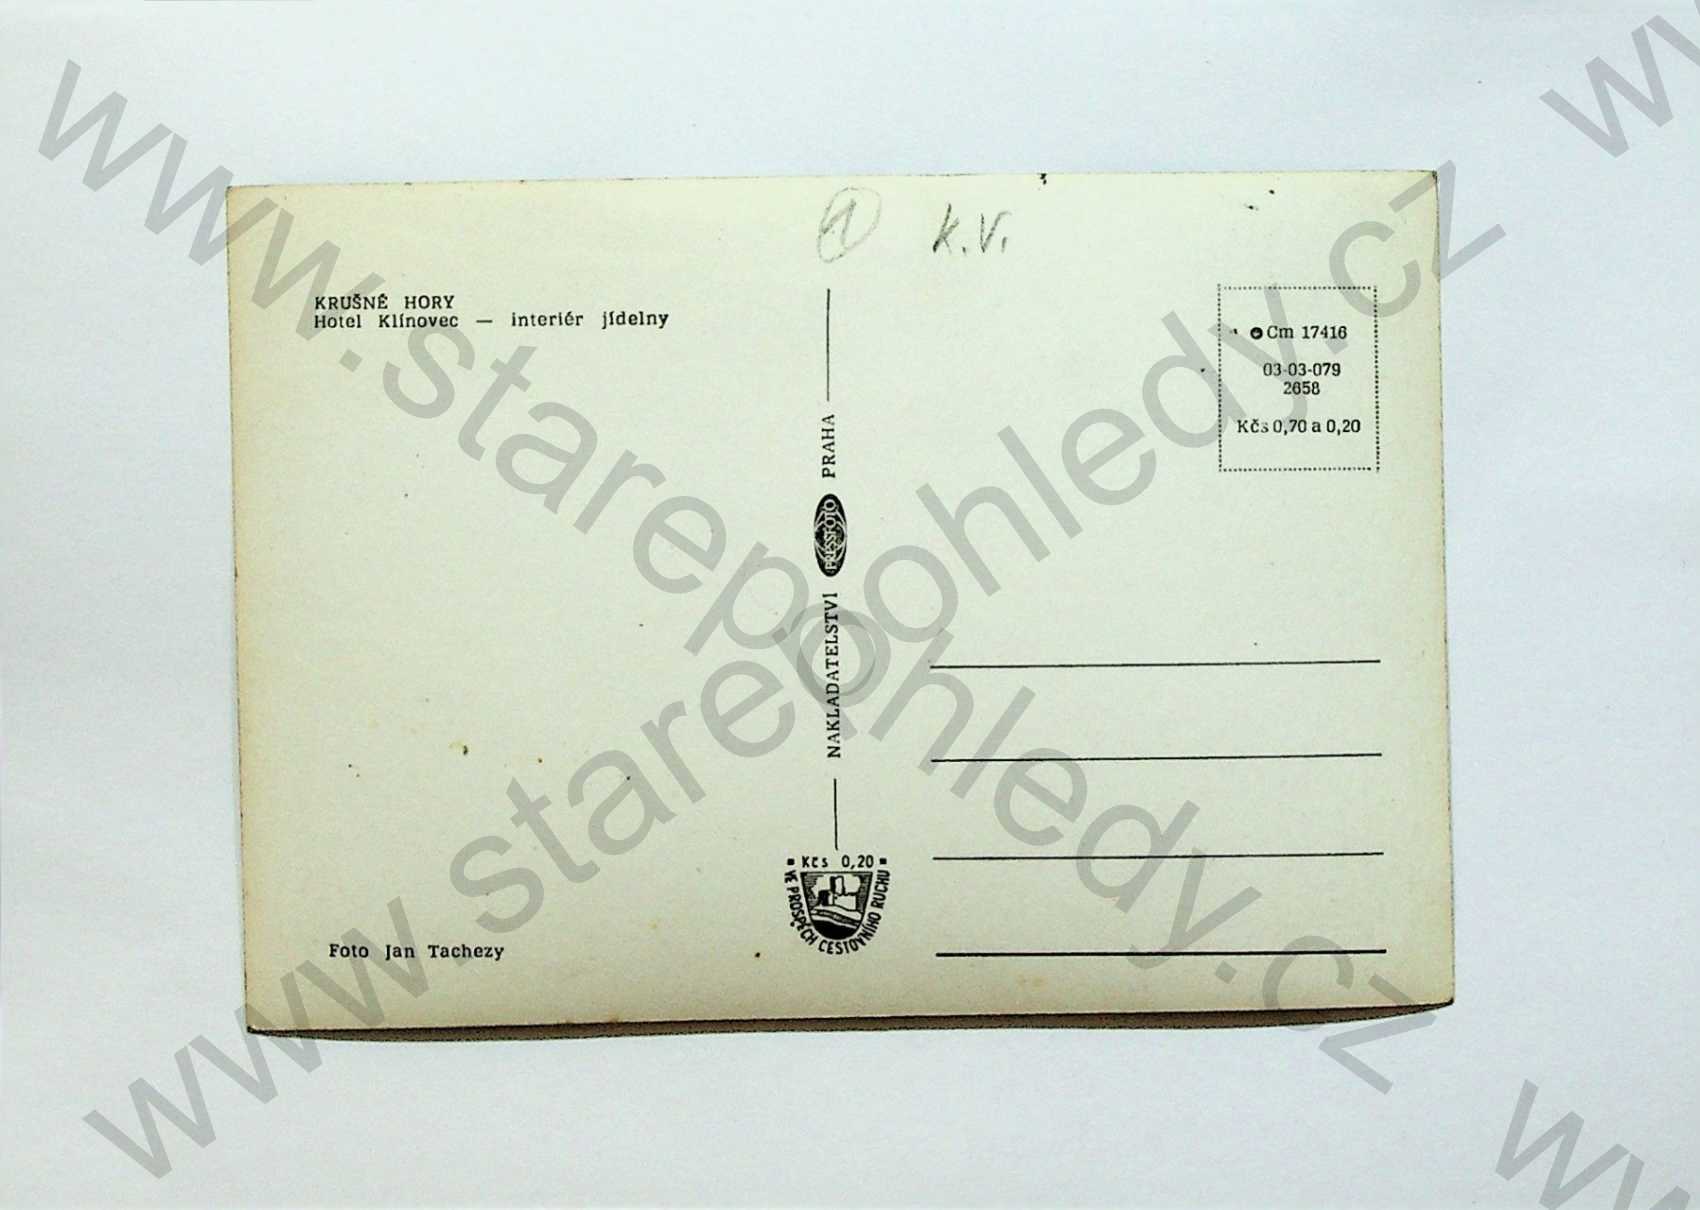 1 K.V.
KRUŠNÉ HORY
Hotel Klínovec — interiér jídelny
Cm 17416
03-03-079
2658
Kčs 0,70 a 0,20
NAKLADATELSTVÍ PRESSFOTO PRAHA
Kčs 0,20
VE PROSPĚCH CESTOVNÍHO RUCHU
Foto Jan Tachezy
www.starepohledy.cz
www.starepohledy.cz